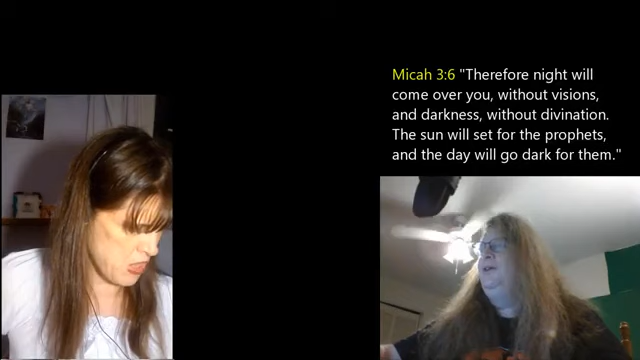 Micah 3:6 "Therefore night will
come over you, without visions,
and darkness, without divination.
The sun will set for the prophets,
and the day will go dark for them."